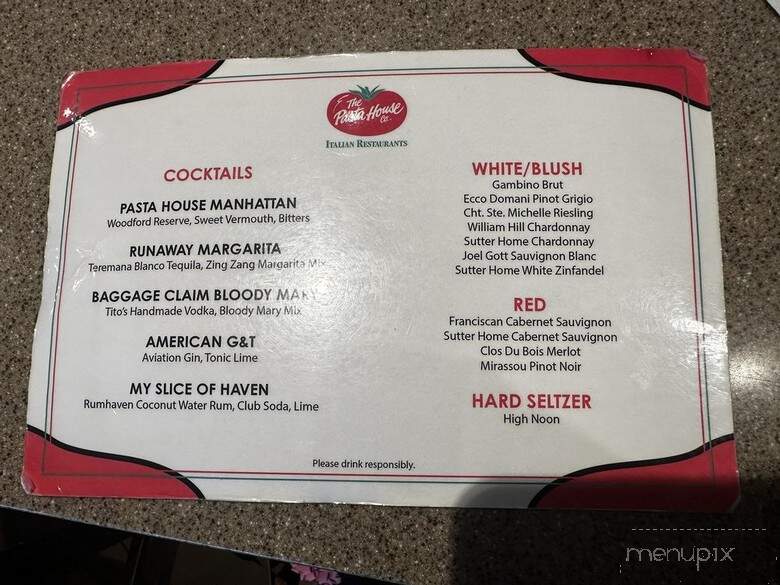 The
Pasta House
Co.
ITALIAN RESTAURANTS
COCKTAILS
PASTA HOUSE MANHATTAN
Woodford Reserve, Sweet Vermouth, Bitters
RUNAWAY MARGARITA
Teremana Blanco Tequila, Zing Zang Margarita Mix
BAGGAGE CLAIM BLOODY MARY
Tito's Handmade Vodka, Bloody Mary Mix
AMERICAN G&T
Aviation Gin, Tonic Lime
MY SLICE OF HAVEN
Rumhaven Coconut Water Rum, Club Soda, Lime
WHITE/BLUSH
Gambino Brut
Ecco Domani Pinot Grigio
Cht. Ste. Michelle Riesling
William Hill Chardonnay
Sutter Home Chardonnay
Joel Gott Sauvignon Blanc
Sutter Home White Zinfandel
RED
Franciscan Cabernet Sauvignon
Sutter Home Cabernet Sauvignon
Clos Du Bois Merlot
Mirassou Pinot Noir
HARD SELTZER
High Noon
Please drink responsibly.
menupix